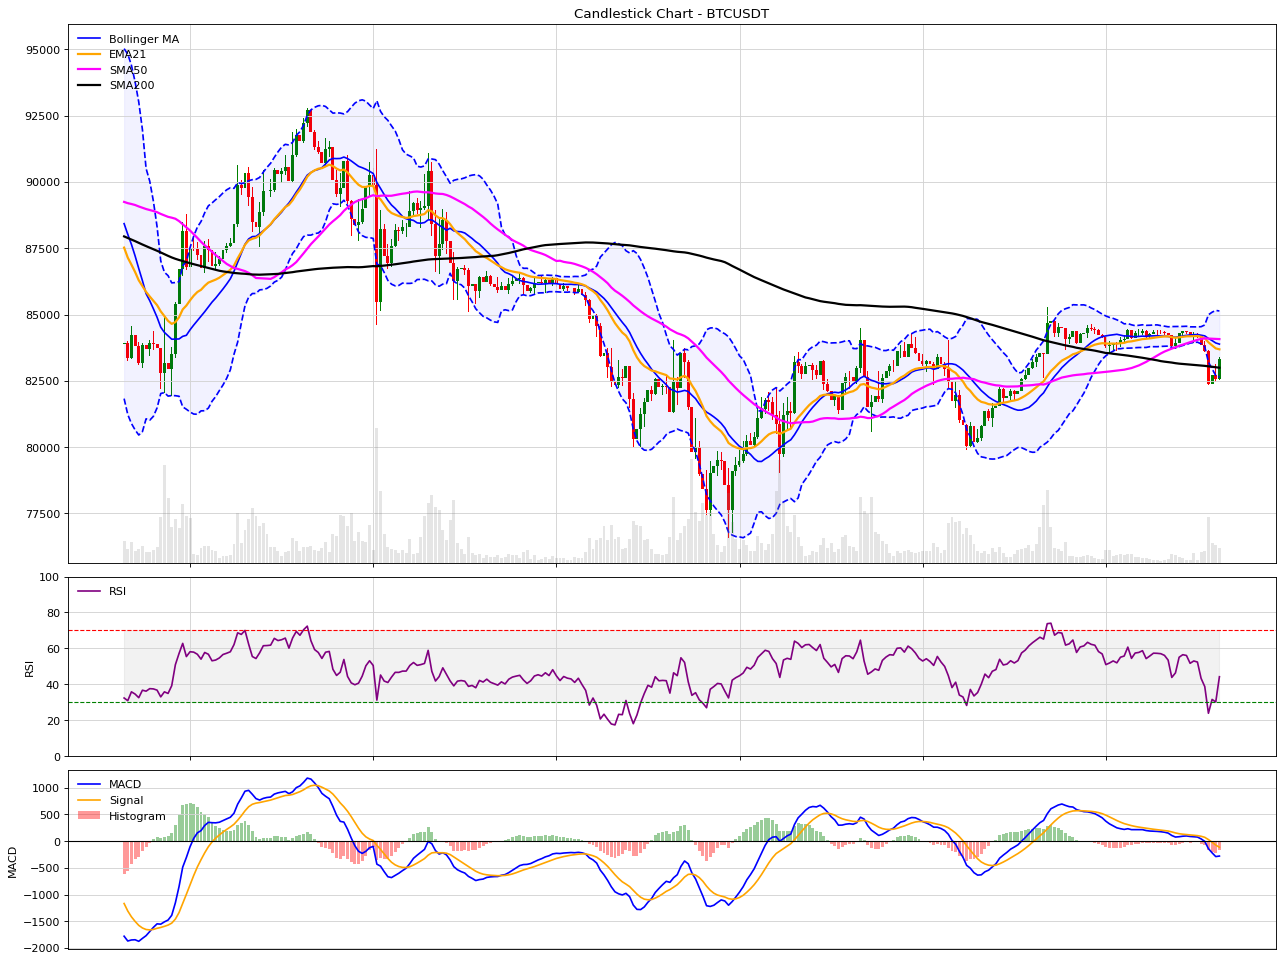 Candlestick Chart - BTCUSDT
Bollinger MA
EMA21
SMA50
SMA200
95000
92500
90000
87500
85000
82500
80000
77500
RSI
100
80
60
40
20
0
RSI
MACD
Signal
Histogram
1000
500
0
−500
−1000
−1500
−2000
MACD